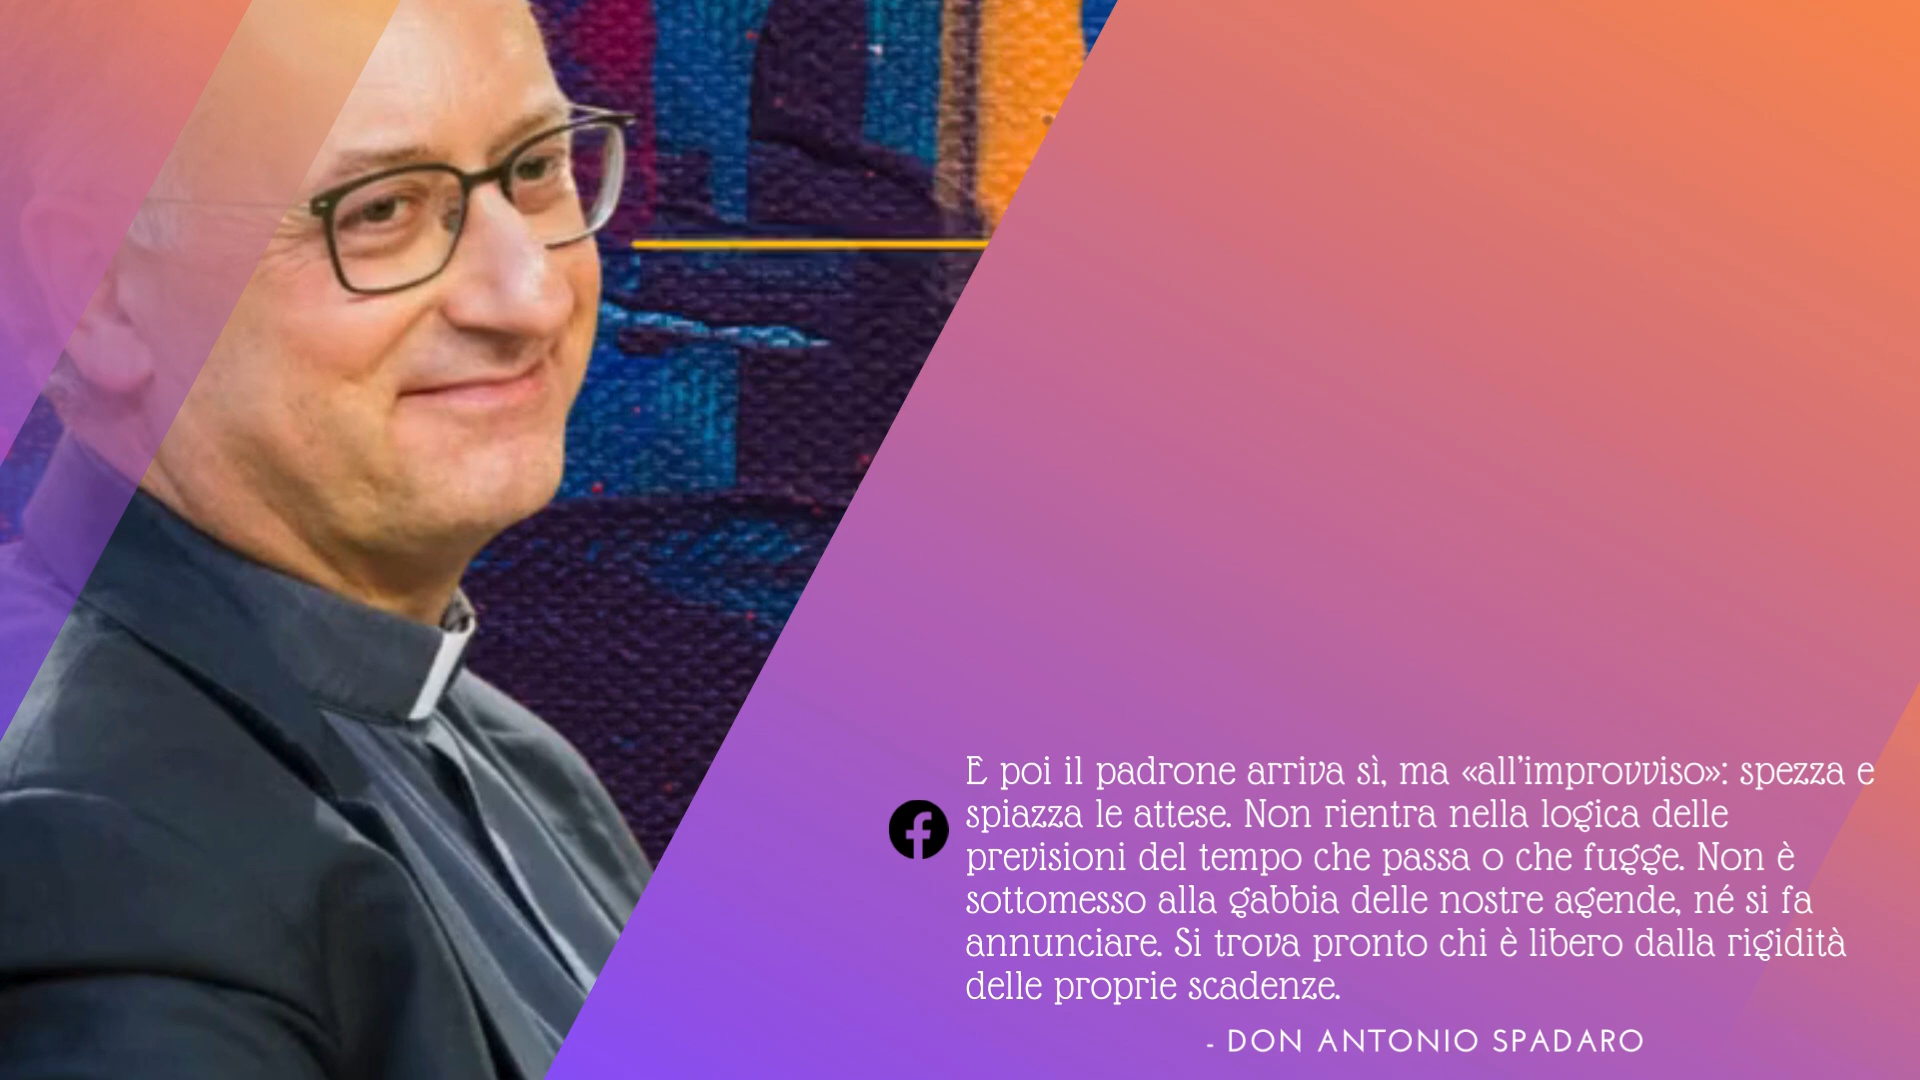 E poi il padrone arriva sì, ma «all’improvviso»: spezza e
spiazza le attese. Non rientra nella logica delle
previsioni del tempo che passa o che fugge. Non è
sottomesso alla gabbia delle nostre agende, né si fa
annunciare. Si trova pronto chi è libero dalla rigidità
delle proprie scadenze.
- DON ANTONIO SPADARO